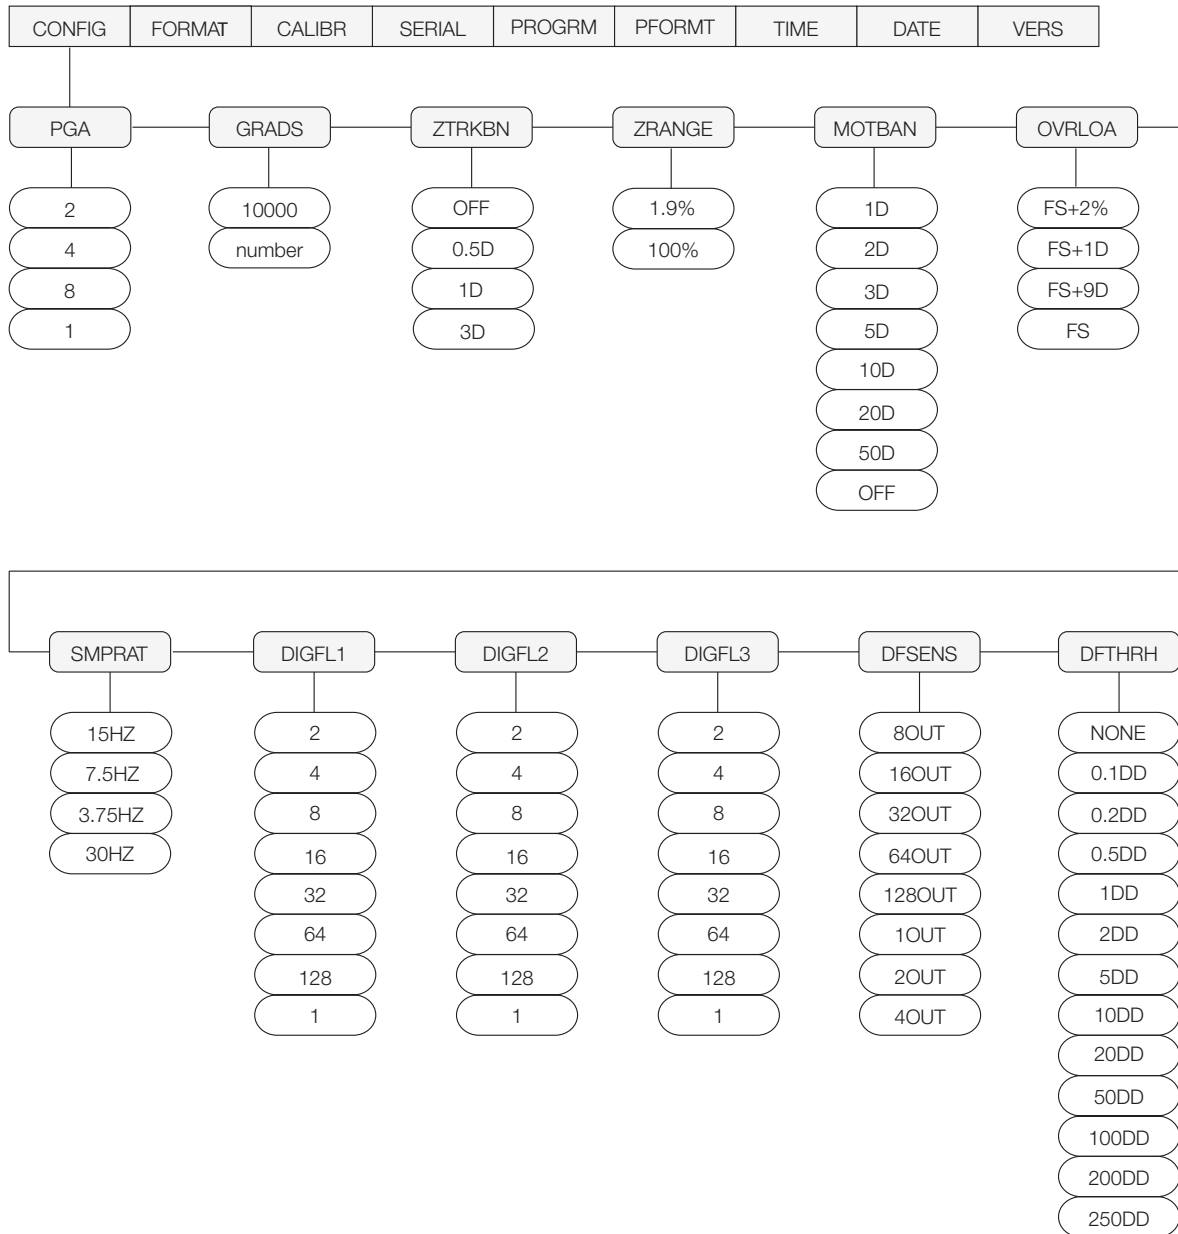 CONFIG FORMAT CALIBR SERIAL PROGRM PFORMT TIME DATE VERS
PGA GRADS ZTRKBN ZRANGE MOTBAN OVRLOA
2 10000 OFF 1.9% 1D FS+2%
4 number 0.5D 100% 2D FS+1D
8 1D 3D FS+9D
1 3D 5D FS
10D
20D
50D
OFF
SMPRAT DIGFL1 DIGFL2 DIGFL3 DFSENS DFTHRH
15HZ 2 2 2 8OUT NONE
7.5HZ 4 4 4 16OUT 0.1DD
3.75HZ 8 8 8 32OUT 0.2DD
30HZ 16 16 16 64OUT 0.5DD
32 32 32 128OUT 1DD
64 64 64 1OUT 2DD
128 128 128 2OUT 5DD
1 1 1 4OUT 10DD
20DD
50DD
100DD
200DD
250DD